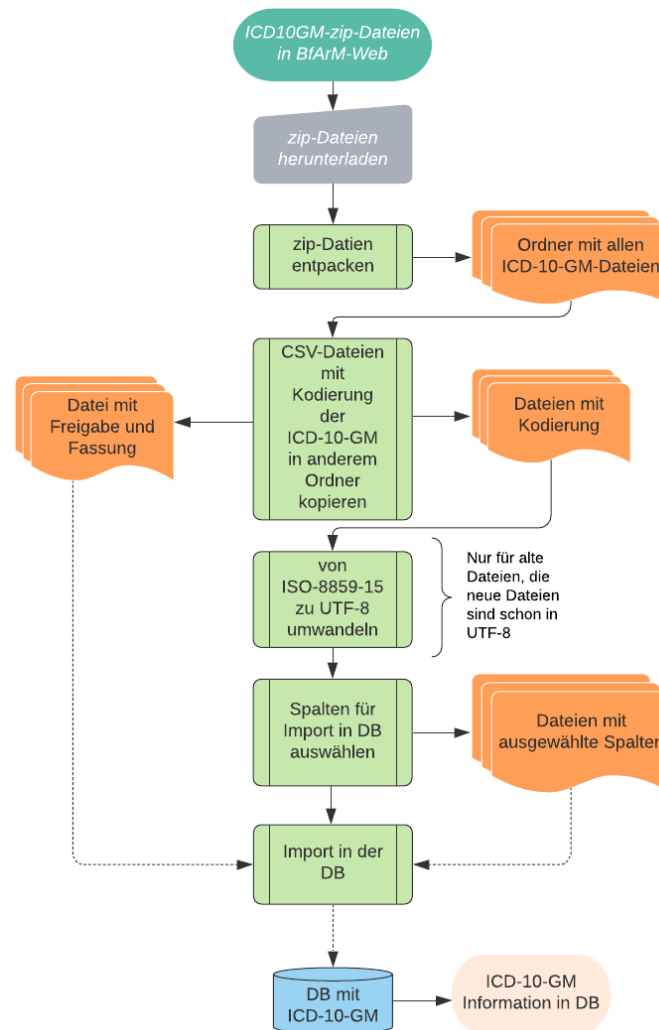 ICD10GM-zip-Dateien
in BfArM-Web
zip-Dateien
herunterladen
zip-Datien
entpacken
Ordner mit allen
ICD-10-GM-Dateien
CSV-Dateien
mit
Kodierung
der
ICD-10-GM
in anderem
Ordner
kopieren
Datei mit
Freigabe und
Fassung
Dateien mit
Kodierung
von
ISO-8859-15
zu UTF-8
umwandeln
Nur für alte
Dateien, die
neue Dateien
sind schon in
UTF-8
Spalten für
Import in DB
auswählen
Dateien mit
ausgewählte Spalten
Import in der
DB
DB mit
ICD-10-GM
ICD-10-GM
Information in DB